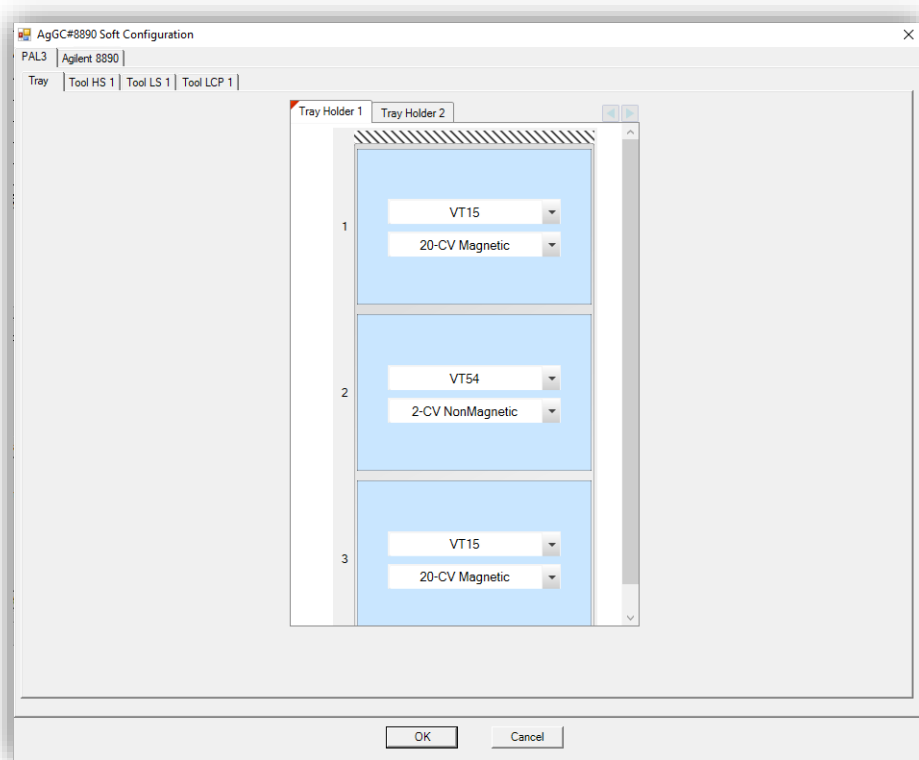 AgGC#8890 Soft Configuration
PAL3 Agilent 8890
Tray Tool HS 1 Tool LS 1 Tool LCP 1
Tray Holder 1 Tray Holder 2
1
VT15
20-CV Magnetic
2
VT54
2-CV NonMagnetic
3
VT15
20-CV Magnetic
OK Cancel